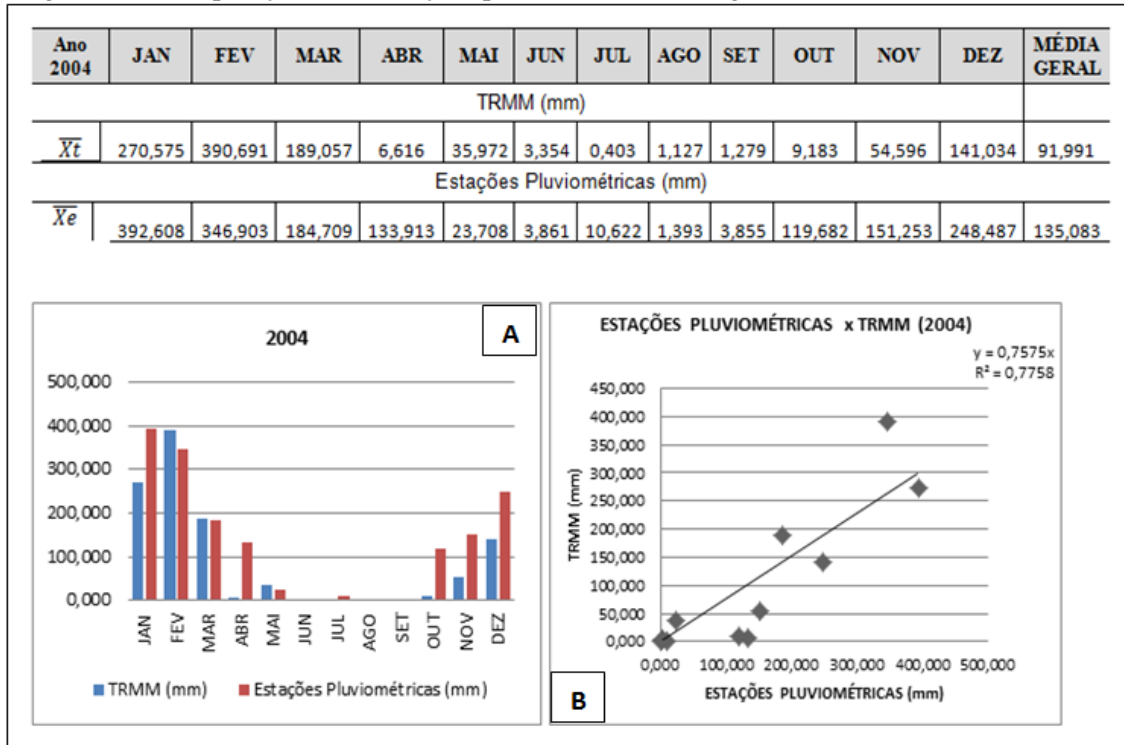 Ano 2004 JAN FEV MAR ABR MAI JUN JUL AGO SET OUT NOV DEZ MÉDIA GERAL
TRMM (mm)
Xt 270,575 390,691 189,057 6,616 35,972 3,354 0,403 1,127 1,279 9,183 54,596 141,034 91,991
Estações Pluviométricas (mm)
Xe 392,608 346,903 184,709 133,913 23,708 3,861 10,622 1,393 3,855 119,682 151,253 248,487 135,083
A
2004
500,000
400,000
300,000
200,000
100,000
0,000
JAN FEV MAR ABR MAI JUN JUL AGO SET OUT NOV DEZ
TRMM (mm) Estações Pluviométricas (mm)
ESTAÇÕES PLUVIOMÉTRICAS x TRMM (2004)
y = 0,7575x
R² = 0,7758
TRMM (mm)
450,000
400,000
350,000
300,000
250,000
200,000
150,000
100,000
50,000
0,000
0,000 100,000 200,000 300,000 400,000 500,000
ESTAÇÕES PLUVIOMÉTRICAS (mm)
B